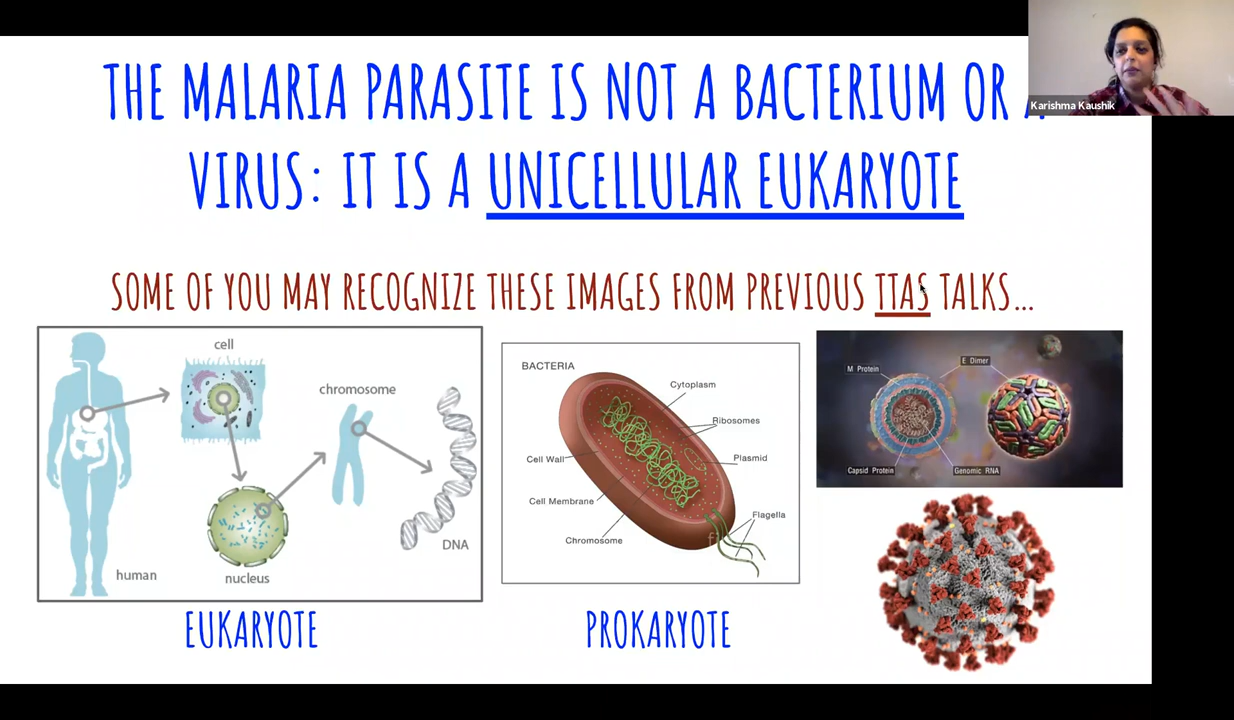 THE MALARIA PARASITE IS NOT A BACTERIUM OR A
VIRUS: IT IS A UNICELLULAR EUKARYOTE
Karishma Kaushik
SOME OF YOU MAY RECOGNIZE THESE IMAGES FROM PREVIOUS TTAS TALKS...
cell
chromosome
DNA
human
nucleus
EUKARYOTE
BACTERIA
Cytoplasm
Ribosomes
Cell Wall
Plasmid
Cell Membrane
Flagella
Chromosome
PROKARYOTE
M Protein
E Dimer
Capsid Protein
Genomic RNA